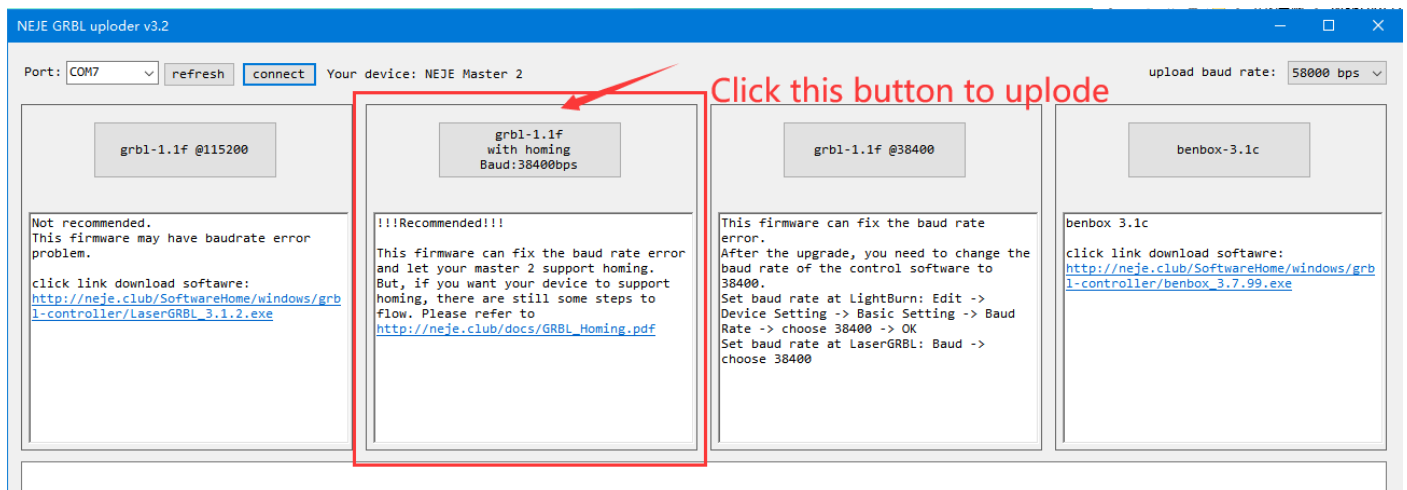 NEJE GRBL uploder v3.2
Port: COM7 refresh connect Your device: NEJE Master 2
upload baud rate: 58000 bps
Click this button to uplode
grbl-1.1f @115200
Not recommended.
This firmware may have baudrate error
problem.
click link download softawre:
http://neje.club/SoftwareHome/windows/grb
l-controller/LaserGRBL_3.1.2.exe
grbl-1.1f
with homing
Baud:38400bps
!!!Recommended!!!
This firmware can fix the baud rate error
and let your master 2 support homing.
But, if you want your device to support
homing, there are still some steps to
flow. Please refer to
http://neje.club/docs/GRBL_Homing.pdf
grbl-1.1f @38400
This firmware can fix the baud rate
error.
After the upgrade, you need to change the
baud rate of the control software to
38400.
Set baud rate at LightBurn: Edit ->
Device Setting -> Basic Setting -> Baud
Rate -> choose 38400 -> OK
Set baud rate at LaserGRBL: Baud ->
choose 38400
benbox-3.1c
benbox 3.1c
click link download softawre:
http://neje.club/SoftwareHome/windows/grb
l-controller/benbox_3.7.99.exe